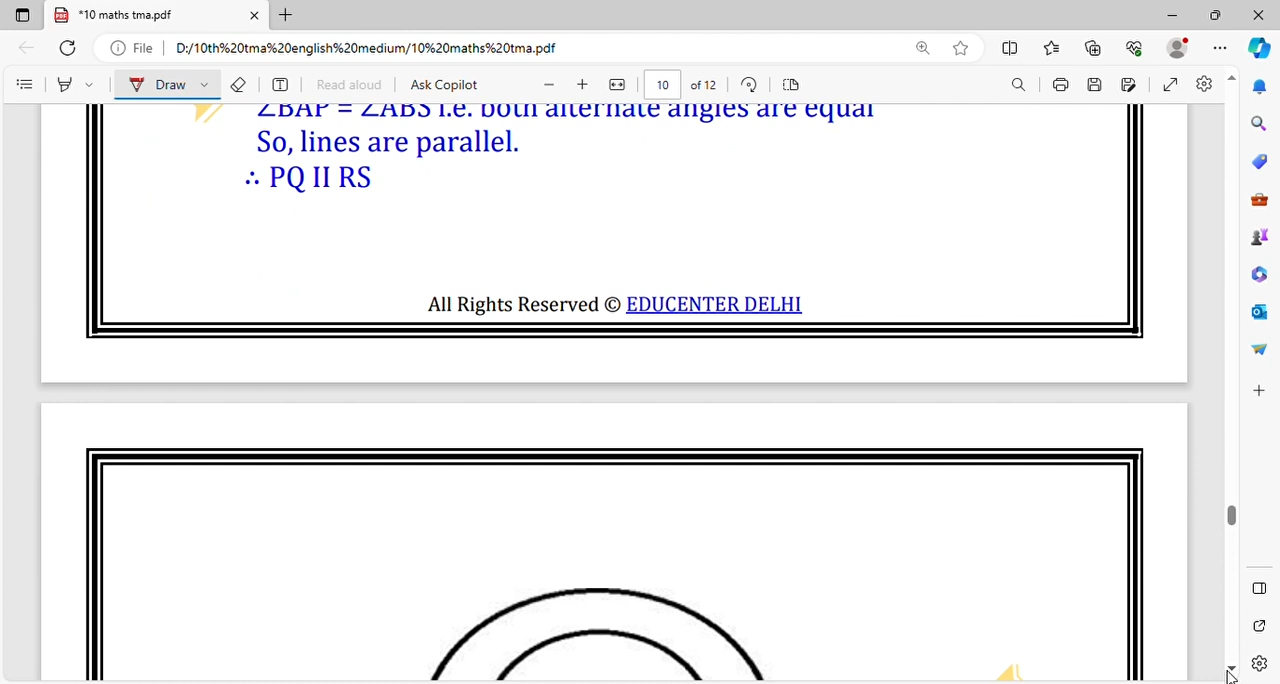 *10 maths tma.pdf
File
D:/10th%20tma%20english%20medium/10%20maths%20tma.pdf
Draw
Read aloud
Ask Copilot
10 of 12
∠BAP = ∠ABS i.e. both alternate angles are equal
So, lines are parallel.
∴ PQ II RS
All Rights Reserved © EDUCENTER DELHI